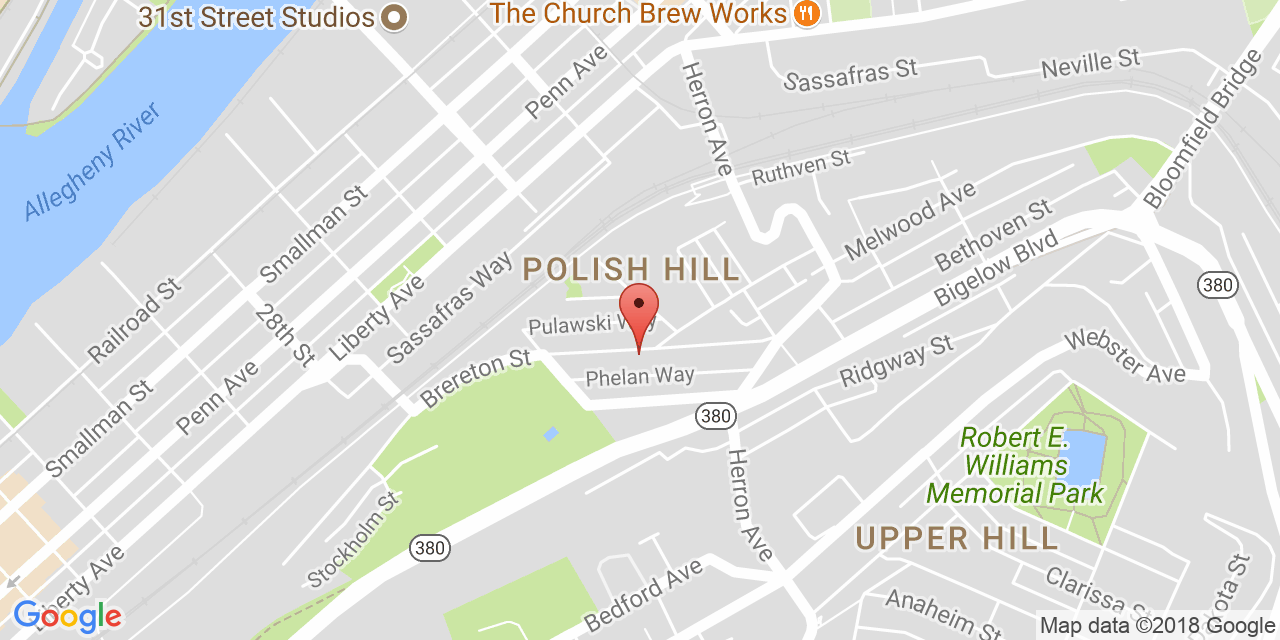 31st Street Studios
The Church Brew Works
Penn Ave
Herron Ave
Sassafras St
Neville St
Bloomfield Bridge
Allegheny River
Ruthven St
Smallman St
Melwood Ave
Bethoven St
Bigelow Blvd
POLISH HILL
Railroad St
28th St
Liberty Ave
Sassafras Way
380
Pulawski Way
Brereton St
Phelan Way
Ridgway St
Webster Ave
Smallman St
Penn Ave
380
Robert E.
Williams
Memorial Park
Herron Ave
Stockholm St
380
UPPER HILL
Liberty Ave
Bedford Ave
Clarissa St
Anaheim St
Google
Map data ©2018 Google